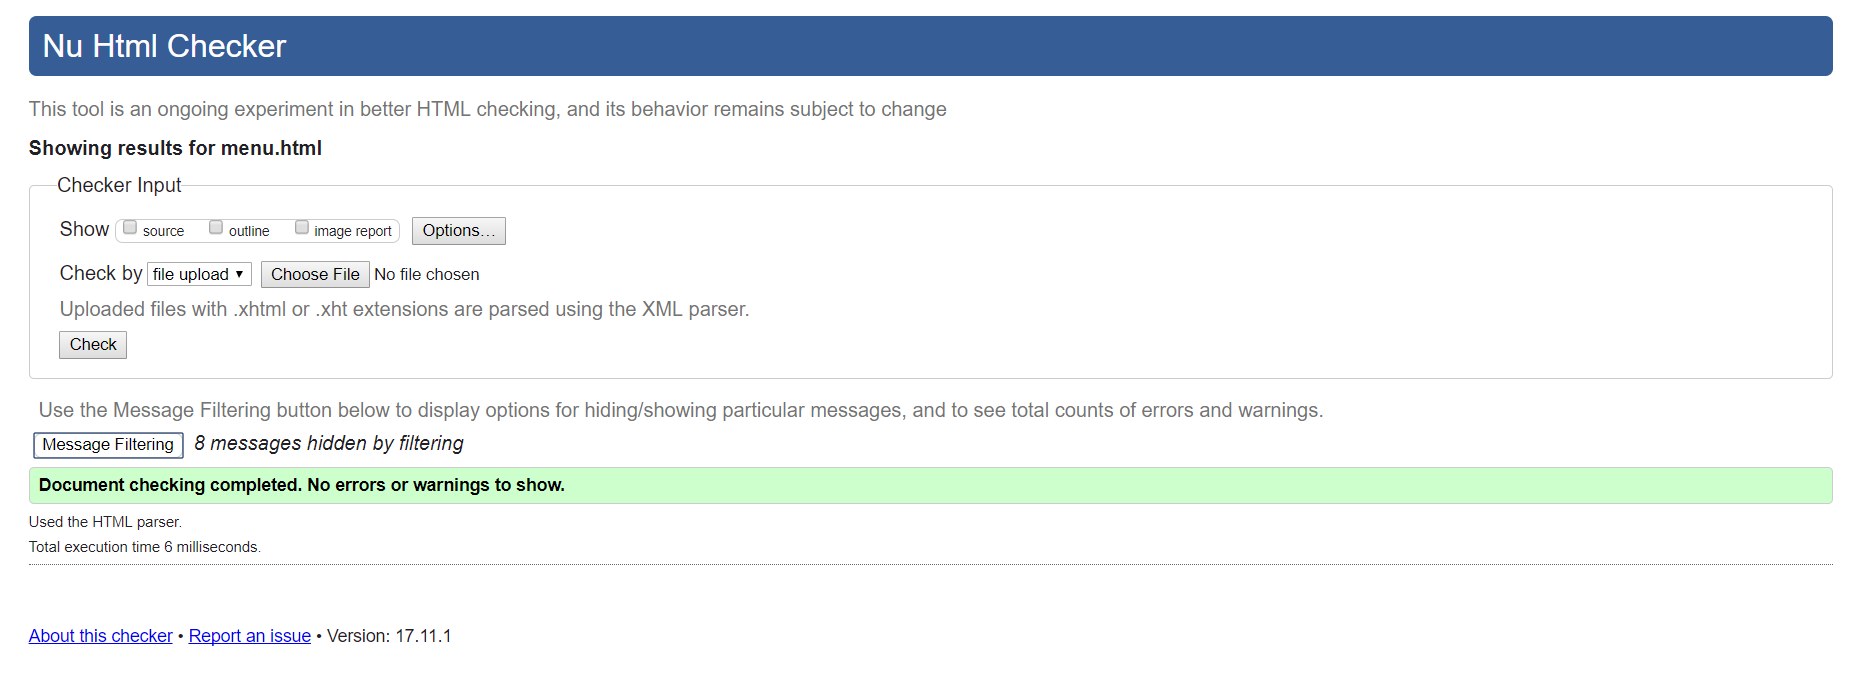 Nu Html Checker
This tool is an ongoing experiment in better HTML checking, and its behavior remains subject to change
Showing results for menu.html
Checker Input
Show source outline image report Options...
Check by file upload Choose File No file chosen
Uploaded files with .xhtml or .xht extensions are parsed using the XML parser.
Check
Use the Message Filtering button below to display options for hiding/showing particular messages, and to see total counts of errors and warnings.
Message Filtering 8 messages hidden by filtering
Document checking completed. No errors or warnings to show.
Used the HTML parser.
Total execution time 6 milliseconds.
About this checker • Report an issue • Version: 17.11.1